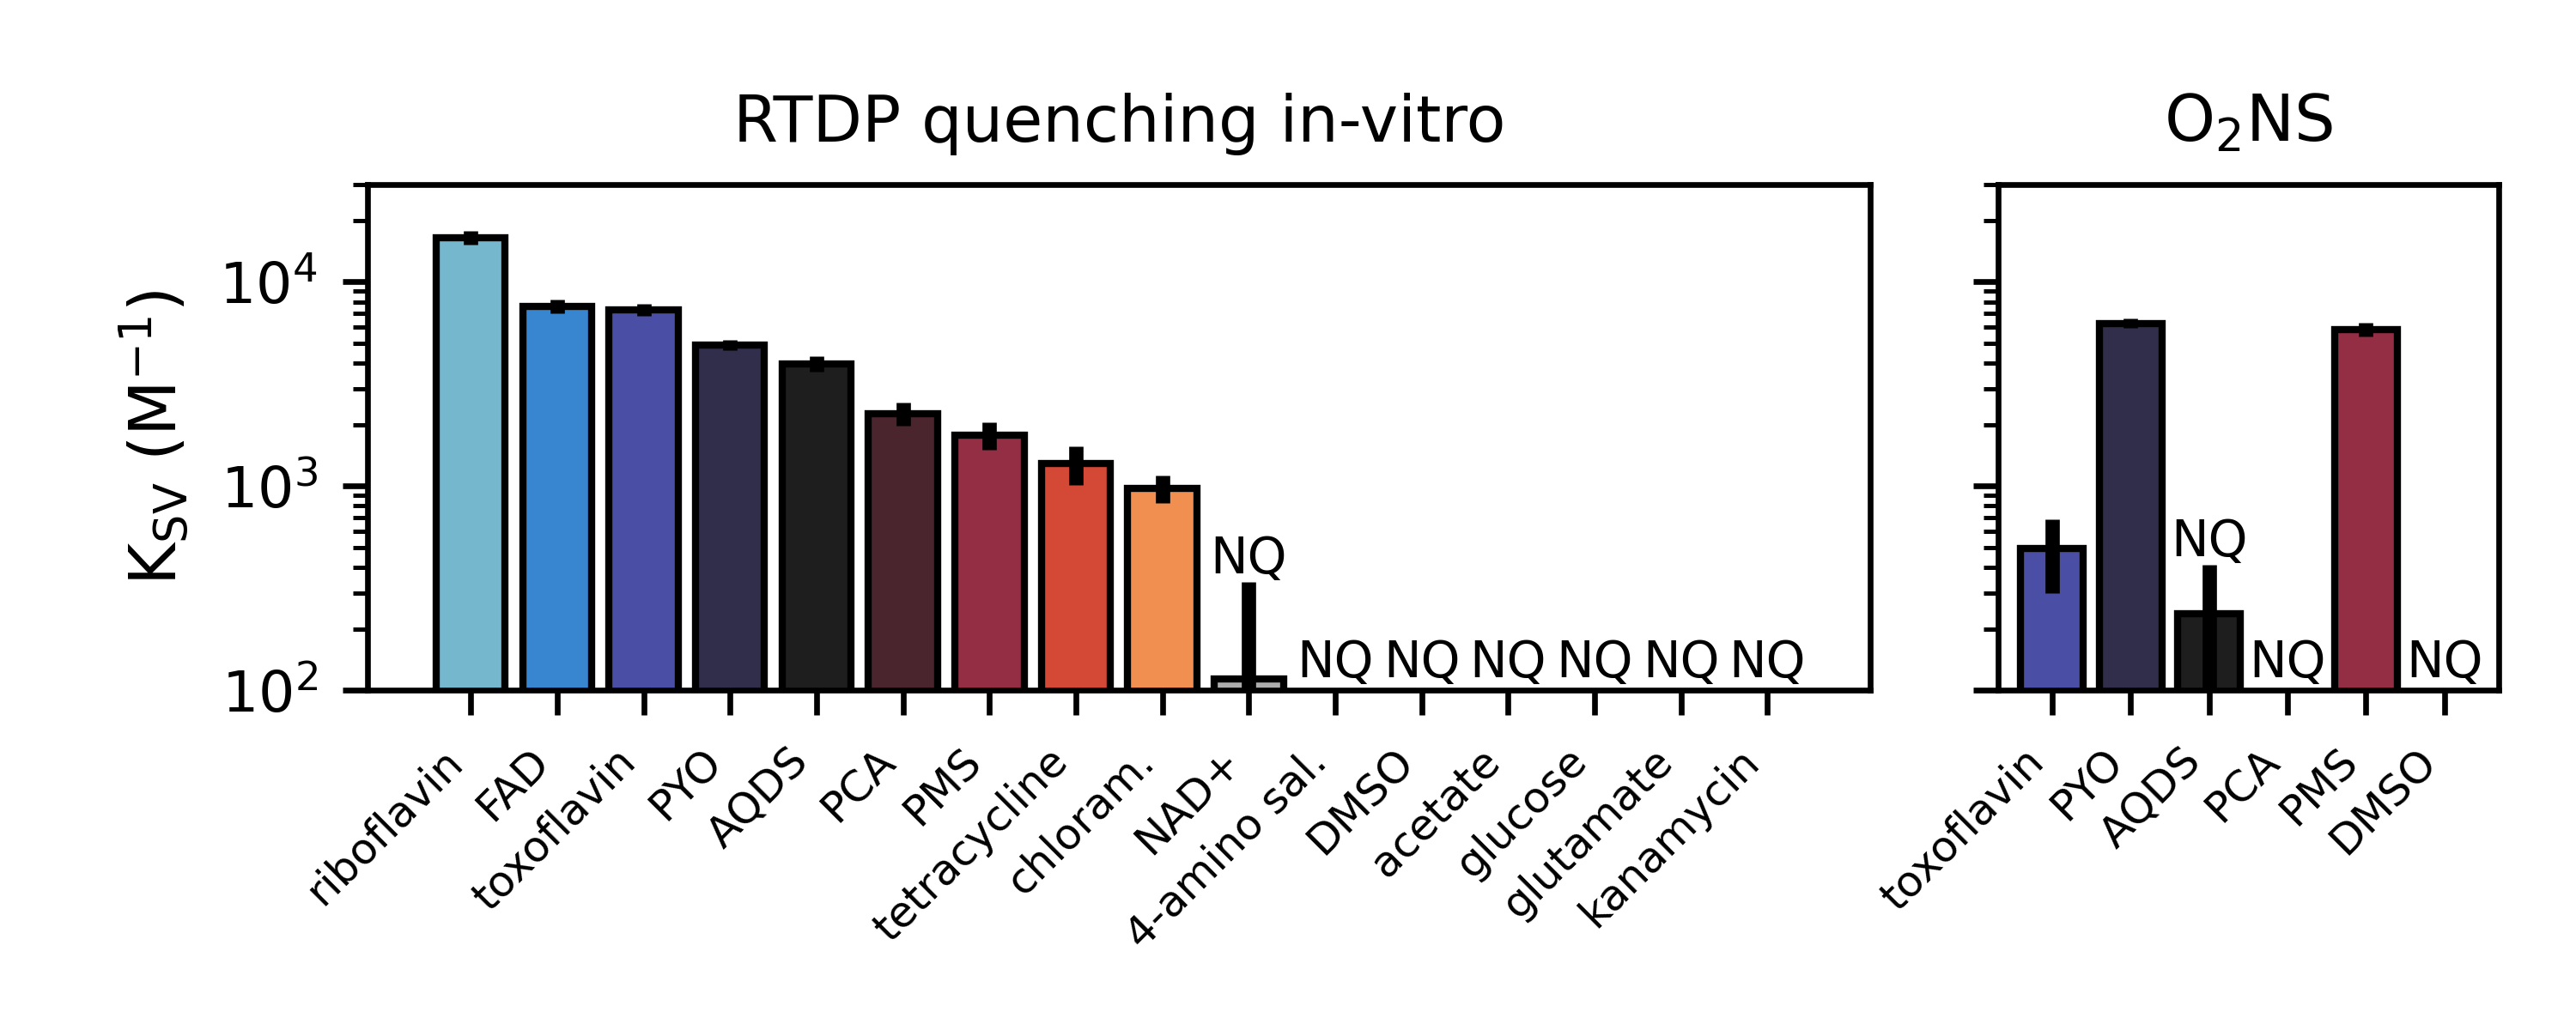 RTDP quenching in-vitro
O₂NS
K_SV (M⁻¹)
10⁴
10³
10²
NQ
NQ NQ NQ NQ NQ NQ
NQ
NQ
NQ
riboflavin
FAD
toxoflavin
PYO
AQDS
PCA
PMS
tetracycline
chloram.
NAD+
4-amino sal.
DMSO
acetate
glucose
glutamate
kanamycin
toxoflavin
PYO
AQDS
PCA
PMS
DMSO